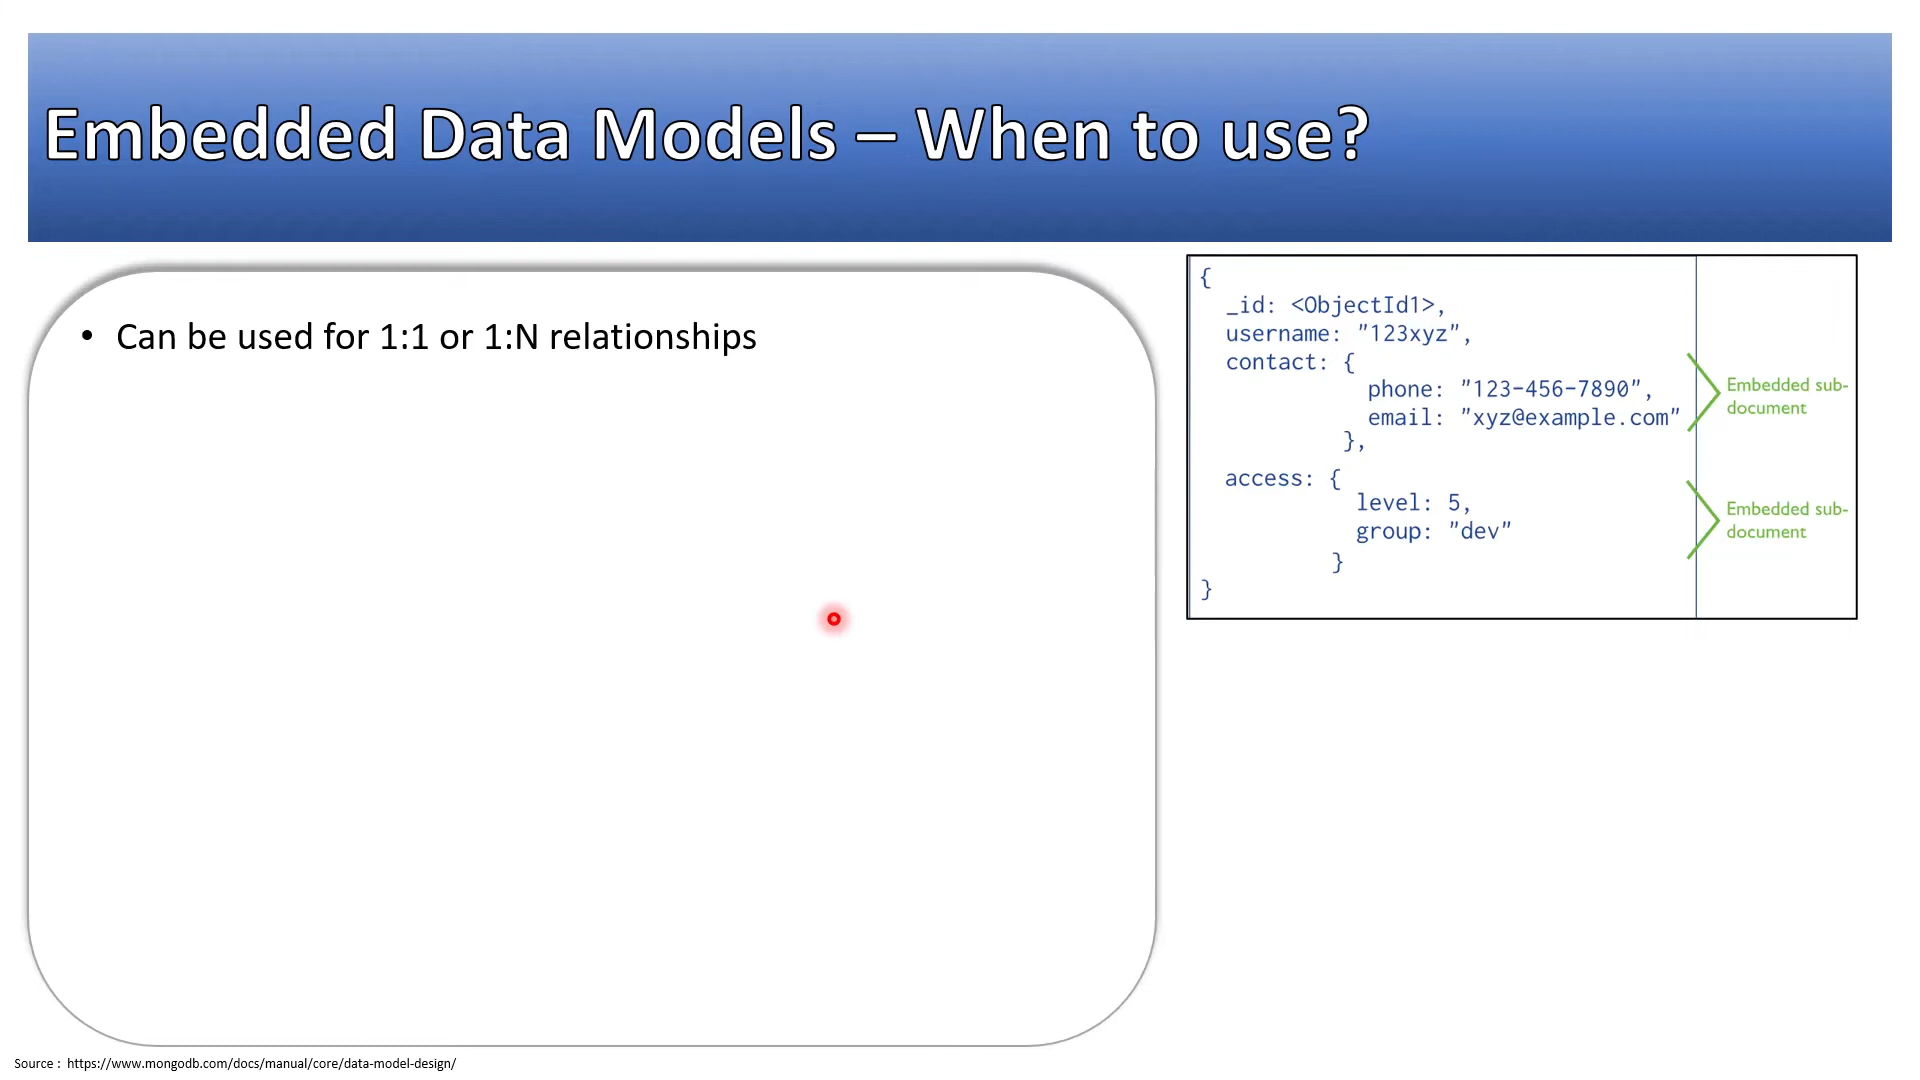 Embedded Data Models – When to use?
• Can be used for 1:1 or 1:N relationships
{
_id: <ObjectId1>,
username: "123xyz",
contact: {
phone: "123-456-7890",
email: "xyz@example.com"
},
access: {
level: 5,
group: "dev"
}
}
Embedded sub-
document
Embedded sub-
document
Source : https://www.mongodb.com/docs/manual/core/data-model-design/